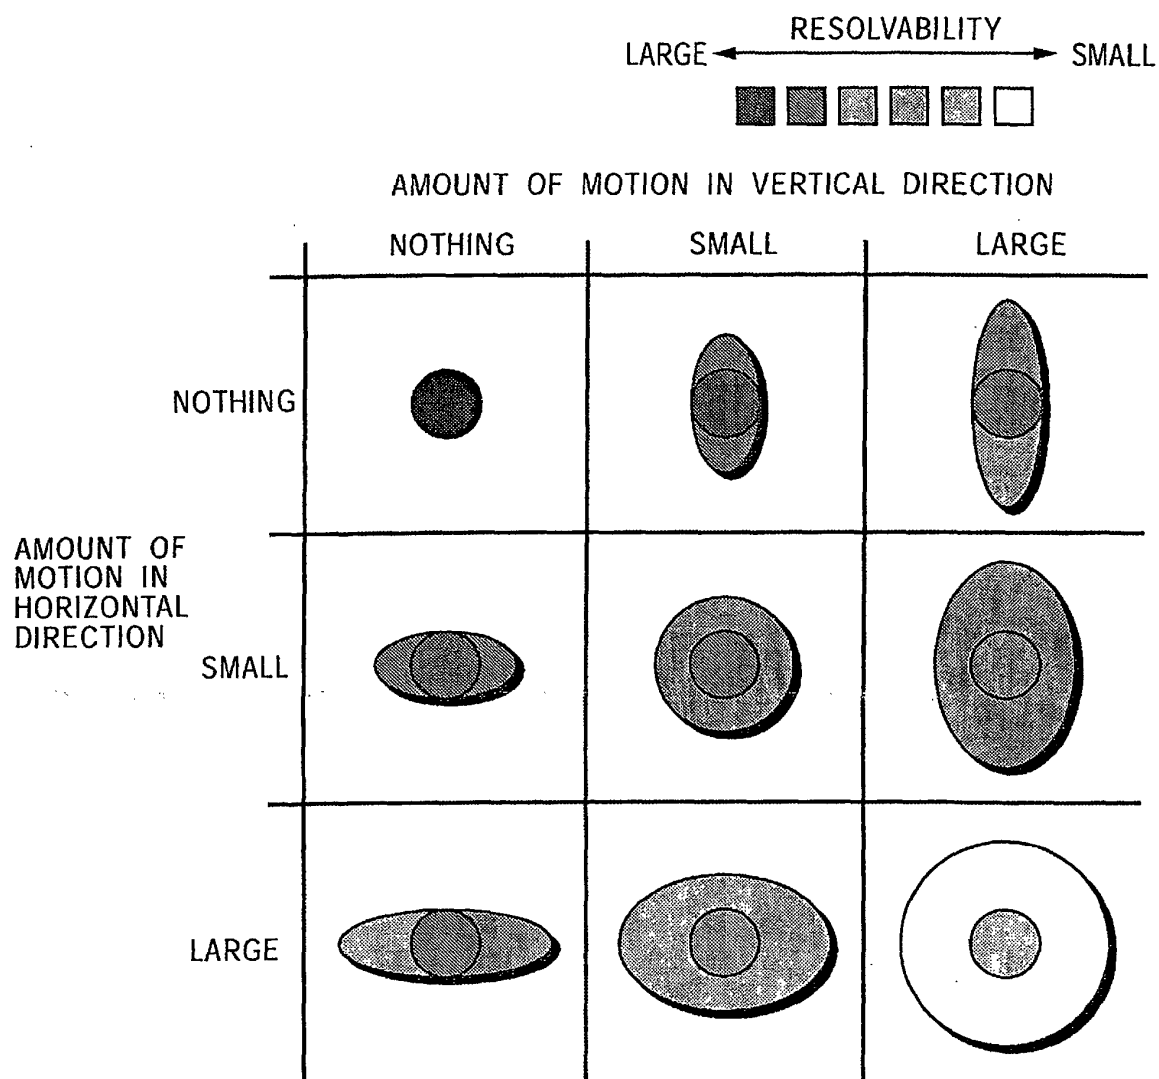 RESOLVABILITY
LARGE SMALL
AMOUNT OF MOTION IN VERTICAL DIRECTION
NOTHING SMALL LARGE
NOTHING
AMOUNT OF
MOTION IN
HORIZONTAL
DIRECTION
SMALL
LARGE